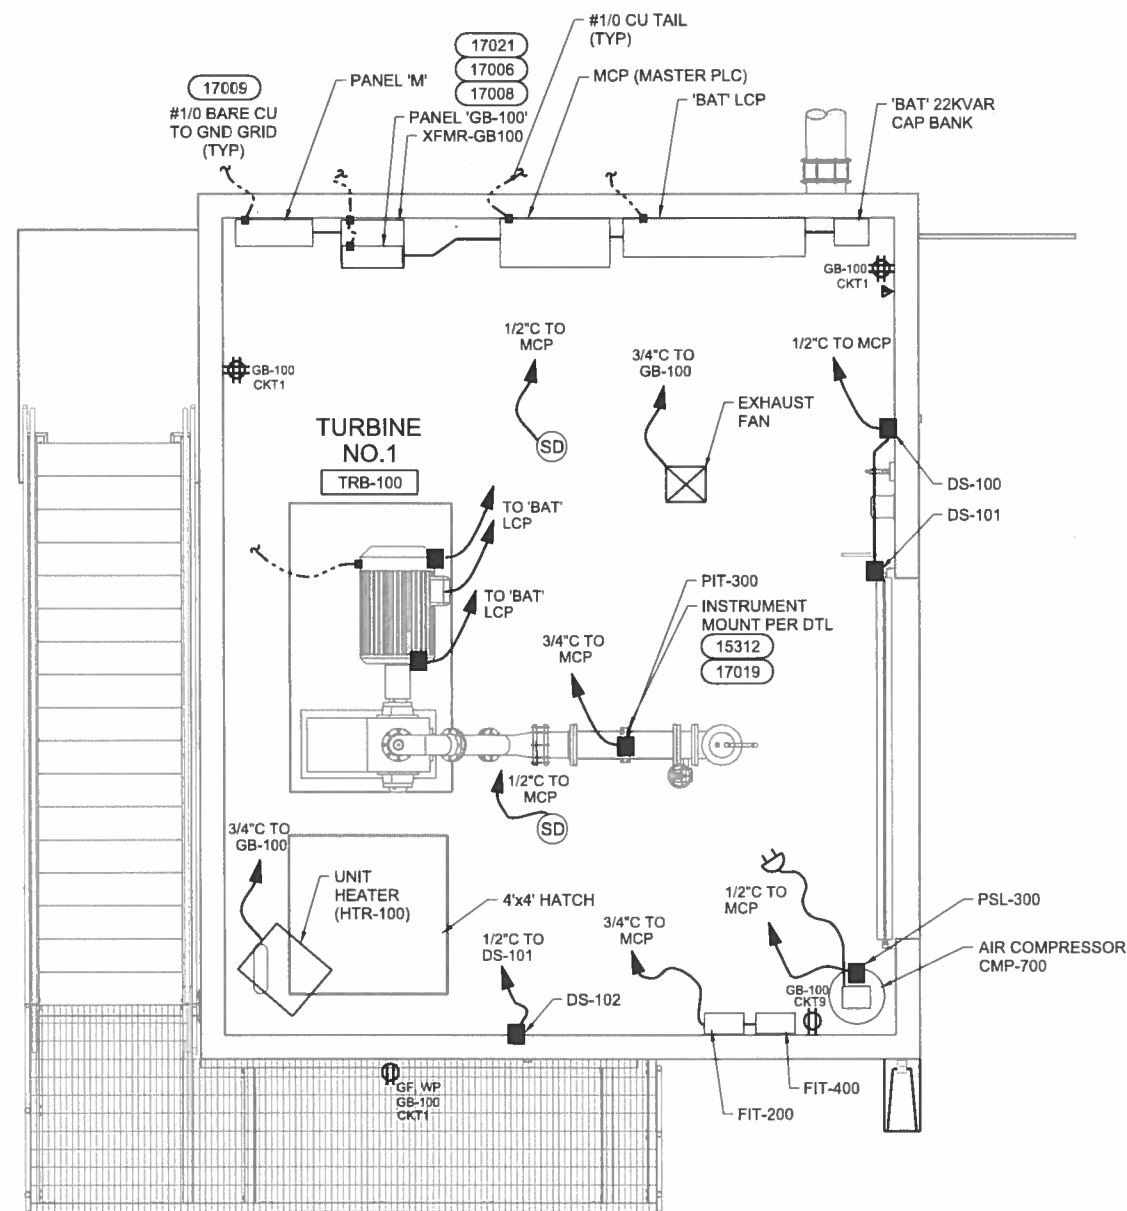 #1/0 CU TAIL
(TYP)
17021
17006
17008
MCP (MASTER PLC)
PANEL 'M'
17009
'BAT' LCP
'BAT' 22KVAR
CAP BANK
#1/0 BARE CU
TO GND GRID
(TYP)
PANEL 'GB-100'
XFMR-GB100
GB-100
CKT1
1/2"C TO
MCP
3/4"C TO
GB-100
1/2"C TO MCP
GB-100
CKT1
EXHAUST
FAN
TURBINE
NO.1
TRB-100
SD
DS-100
DS-101
TO 'BAT'
LCP
TO 'BAT'
LCP
PIT-300
INSTRUMENT
MOUNT PER DTL
15312
17019
3/4"C TO
MCP
1/2"C TO
MCP
SD
3/4"C TO
GB-100
UNIT
HEATER
(HTR-100)
4'x4' HATCH
1/2"C TO
DS-101
3/4"C TO
MCP
1/2"C TO
MCP
PSL-300
AIR COMPRESSOR
CMP-700
GB-100
CKT9
DS-102
FIT-400
FIT-200
GF, WP
GB-100
CKT1